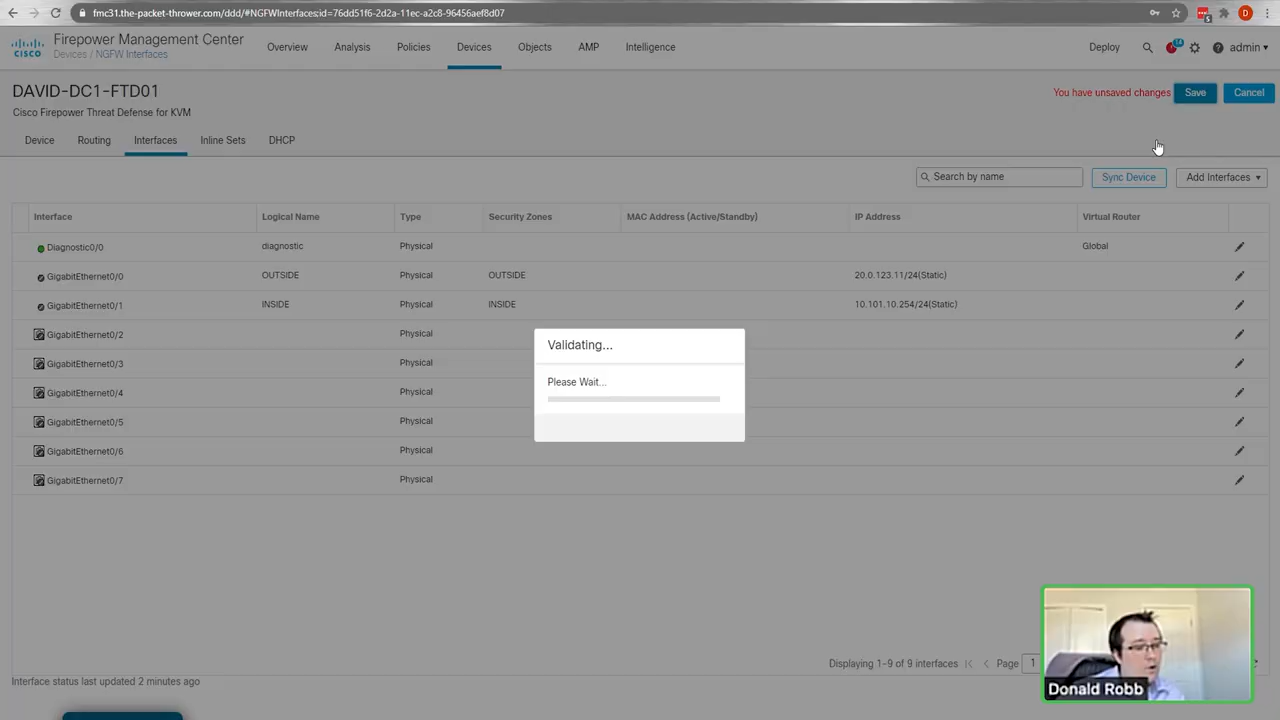 fmc31.the-packet-thrower.com/ddd/#NGFWInterfaces;id=76dd51f6-2d2a-11ec-a2c8-96456aef8d07
Firepower Management Center
Devices / NGFW Interfaces
CISCO
Overview Analysis Policies Devices Objects AMP Intelligence Deploy admin
DAVID-DC1-FTD01
You have unsaved changes Save Cancel
Cisco Firepower Threat Defense for KVM
Device Routing Interfaces Inline Sets DHCP
Search by name Sync Device Add Interfaces
Interface Logical Name Type Security Zones MAC Address (Active/Standby) IP Address Virtual Router
Diagnostic0/0 diagnostic Physical Global
GigabitEthernet0/0 OUTSIDE Physical OUTSIDE 20.0.123.11/24(Static)
GigabitEthernet0/1 INSIDE Physical INSIDE 10.101.10.254/24(Static)
GigabitEthernet0/2 Physical
GigabitEthernet0/3 Physical
GigabitEthernet0/4 Physical
GigabitEthernet0/5 Physical
GigabitEthernet0/6 Physical
GigabitEthernet0/7 Physical
Validating...
Please Wait...
Displaying 1-9 of 9 interfaces Page 1
Interface status last updated 2 minutes ago
Donald Robb